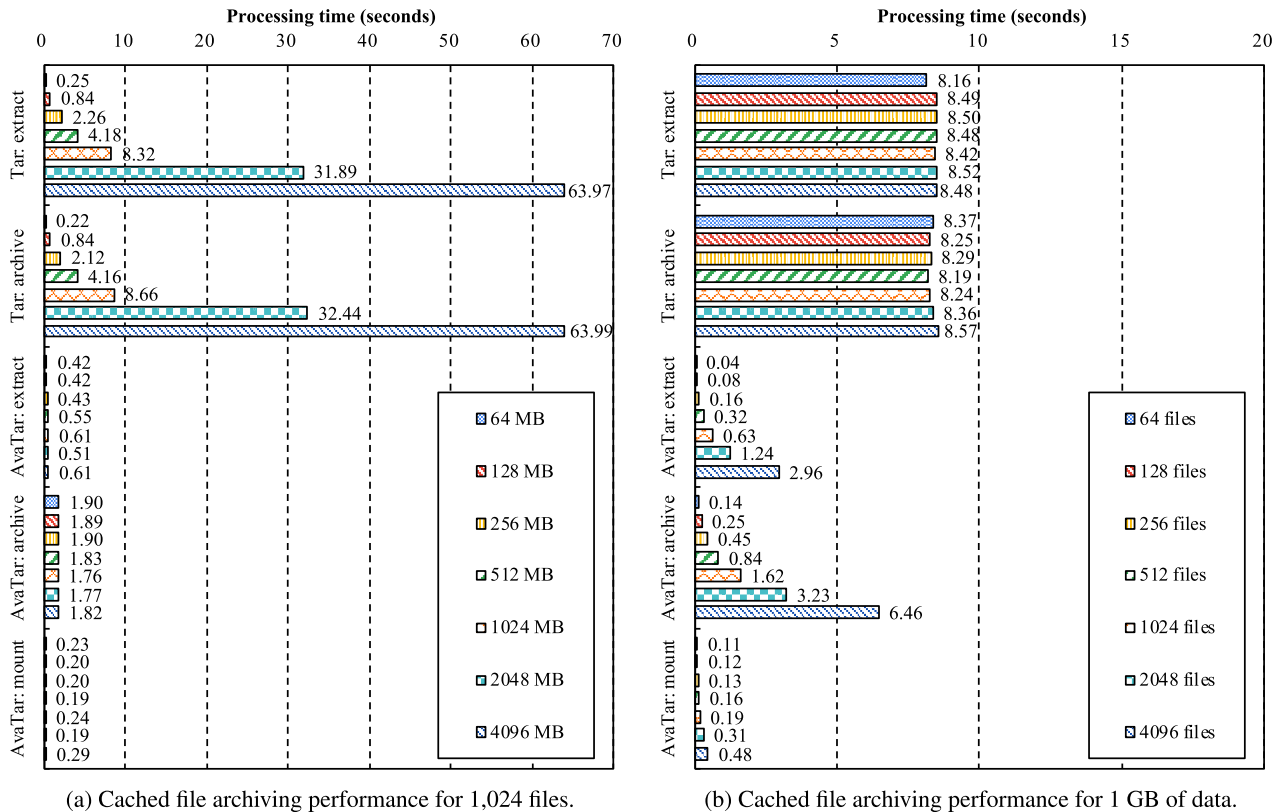 Processing time (seconds)
0 10 20 30 40 50 60 70
Tar: extract
0.25
0.84
2.26
4.18
8.32
31.89
63.97
Tar: archive
0.22
0.84
2.12
4.16
8.66
32.44
63.99
AvaTar: extract
0.42
0.42
0.43
0.55
0.61
0.51
0.61
AvaTar: archive
1.90
1.89
1.90
1.83
1.76
1.77
1.82
AvaTar: mount
0.23
0.20
0.20
0.19
0.24
0.19
0.29
64 MB
128 MB
256 MB
512 MB
1024 MB
2048 MB
4096 MB
(a) Cached file archiving performance for 1,024 files.
Processing time (seconds)
0 5 10 15 20
Tar: extract
8.16
8.49
8.50
8.48
8.42
8.52
8.48
Tar: archive
8.37
8.25
8.29
8.19
8.24
8.36
8.57
AvaTar: extract
0.04
0.08
0.16
0.32
0.63
1.24
2.96
AvaTar: archive
0.14
0.25
0.45
0.84
1.62
3.23
6.46
AvaTar: mount
0.11
0.12
0.13
0.16
0.19
0.31
0.48
64 files
128 files
256 files
512 files
1024 files
2048 files
4096 files
(b) Cached file archiving performance for 1 GB of data.